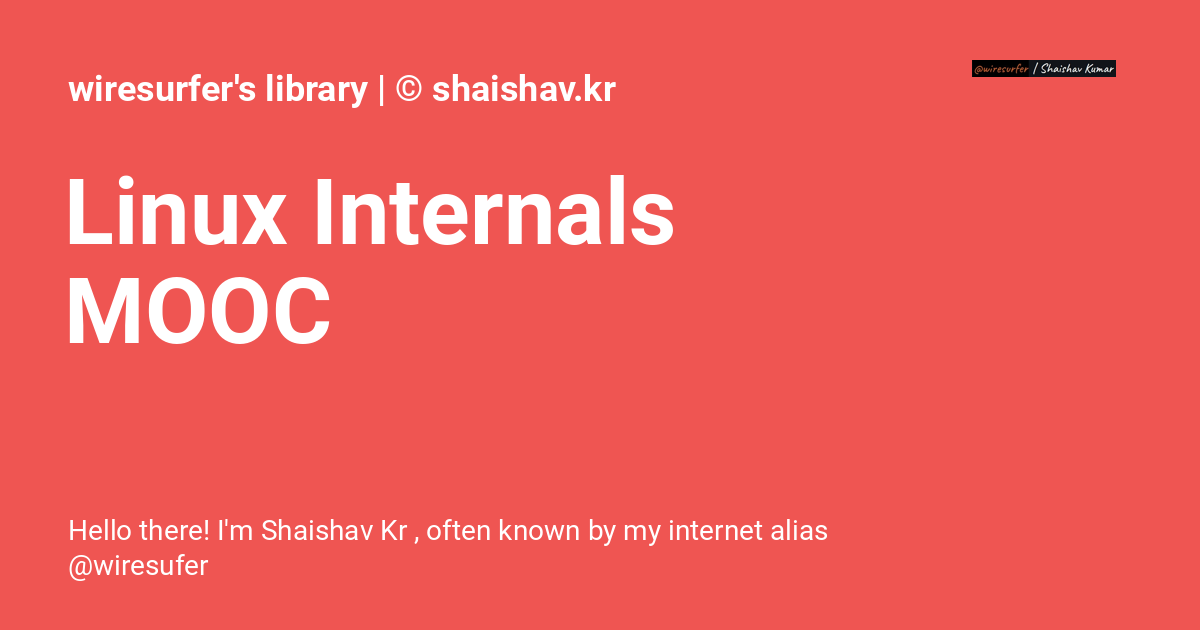 wiresurfer's library | © shaishav.kr
@wiresurfer | Shaishav Kumar
Linux Internals
MOOC
Hello there! I'm Shaishav Kr , often known by my internet alias
@wiresufer